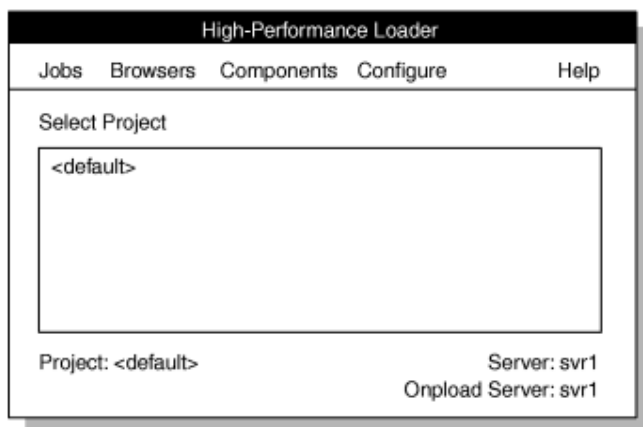 High-Performance Loader
Jobs Browsers Components Configure Help
Select Project
<default>
Project: <default> Server: svr1
Onpload Server: svr1